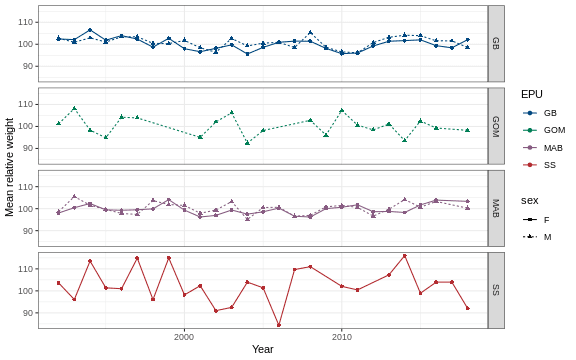 110
100
90
GB
110
100
90
GOM
110
100
90
MAB
110
100
90
SS
2000
2010
Year
Mean relative weight
EPU
GB
GOM
MAB
SS
sex
F
M